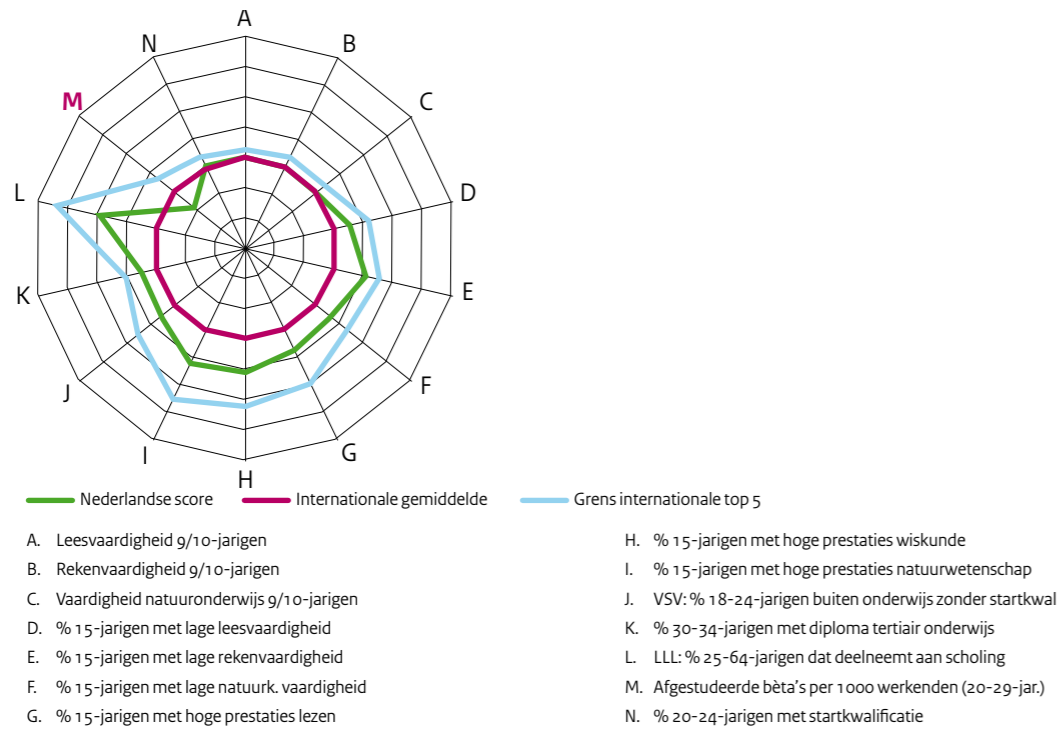 A
B
C
D
E
F
G
H
I
J
K
L
M
N
Nederlandse score
Internationale gemiddelde
Grens internationale top 5
A. Leesvaardigheid 9/10-jarigen
B. Rekenvaardigheid 9/10-jarigen
C. Vaardigheid natuuronderwijs 9/10-jarigen
D. % 15-jarigen met lage leesvaardigheid
E. % 15-jarigen met lage rekenvaardigheid
F. % 15-jarigen met lage natuurk. vaardigheid
G. % 15-jarigen met hoge prestaties lezen
H. % 15-jarigen met hoge prestaties wiskunde
I. % 15-jarigen met hoge prestaties natuurwetenschap
J. VSV: % 18-24-jarigen buiten onderwijs zonder startkwal
K. % 30-34-jarigen met diploma tertiair onderwijs
L. LLL: % 25-64-jarigen dat deelneemt aan scholing
M. Afgestudeerde bèta's per 1000 werkenden (20-29-jar.)
N. % 20-24-jarigen met startkwalificatie